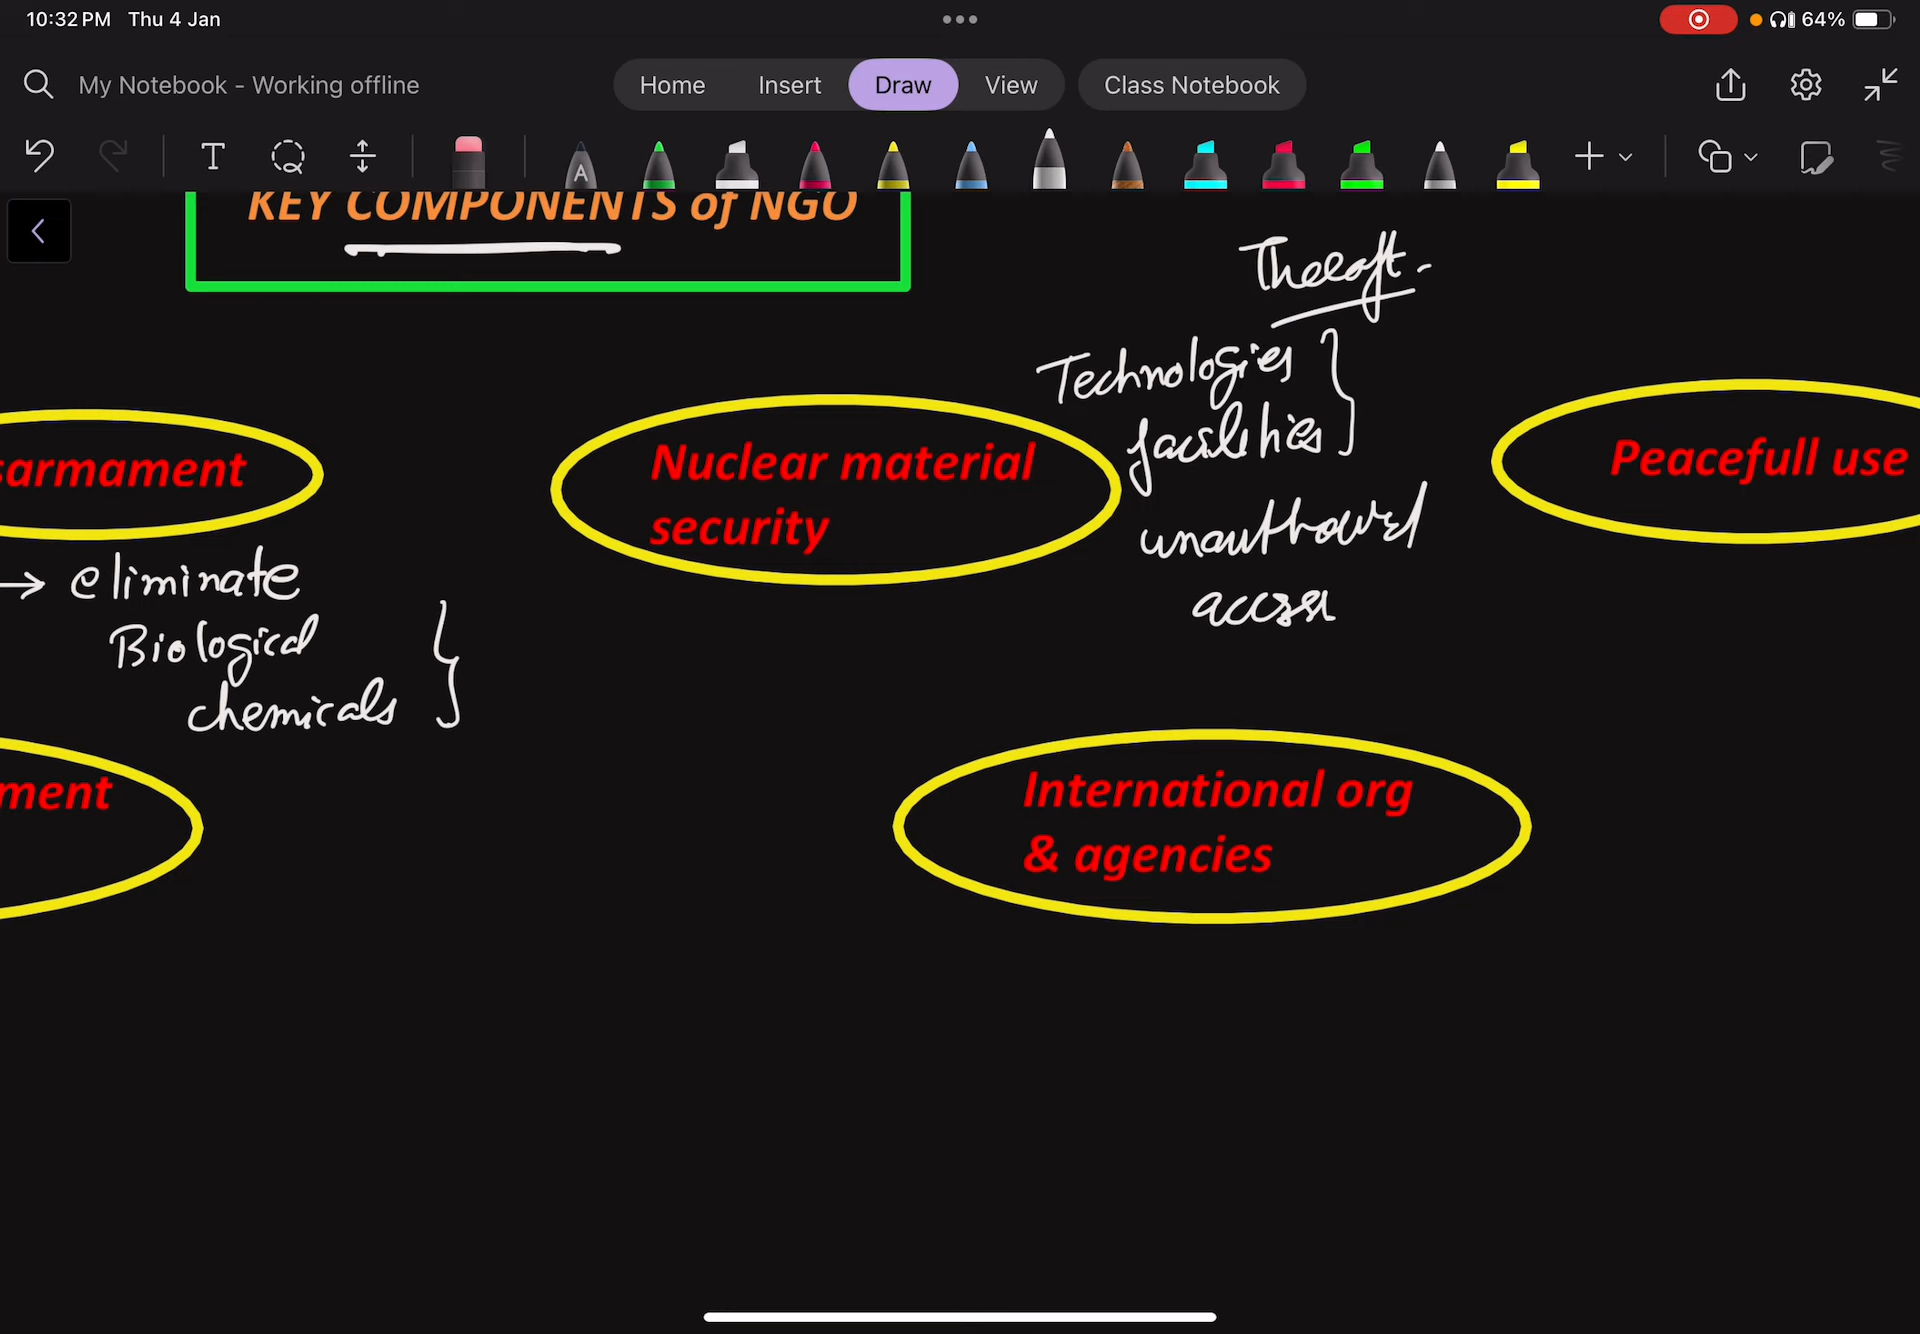 10:32 PM Thu 4 Jan
64%
My Notebook - Working offline
Home Insert Draw View Class Notebook
T
A
KEY COMPONENTS of NGO
Theeaft -
Technologies
facilities
sarmament
Nuclear material
security
Peacefull use
unauthorized
access
→ eliminate
Biological
chemicals
ment
International org
& agencies